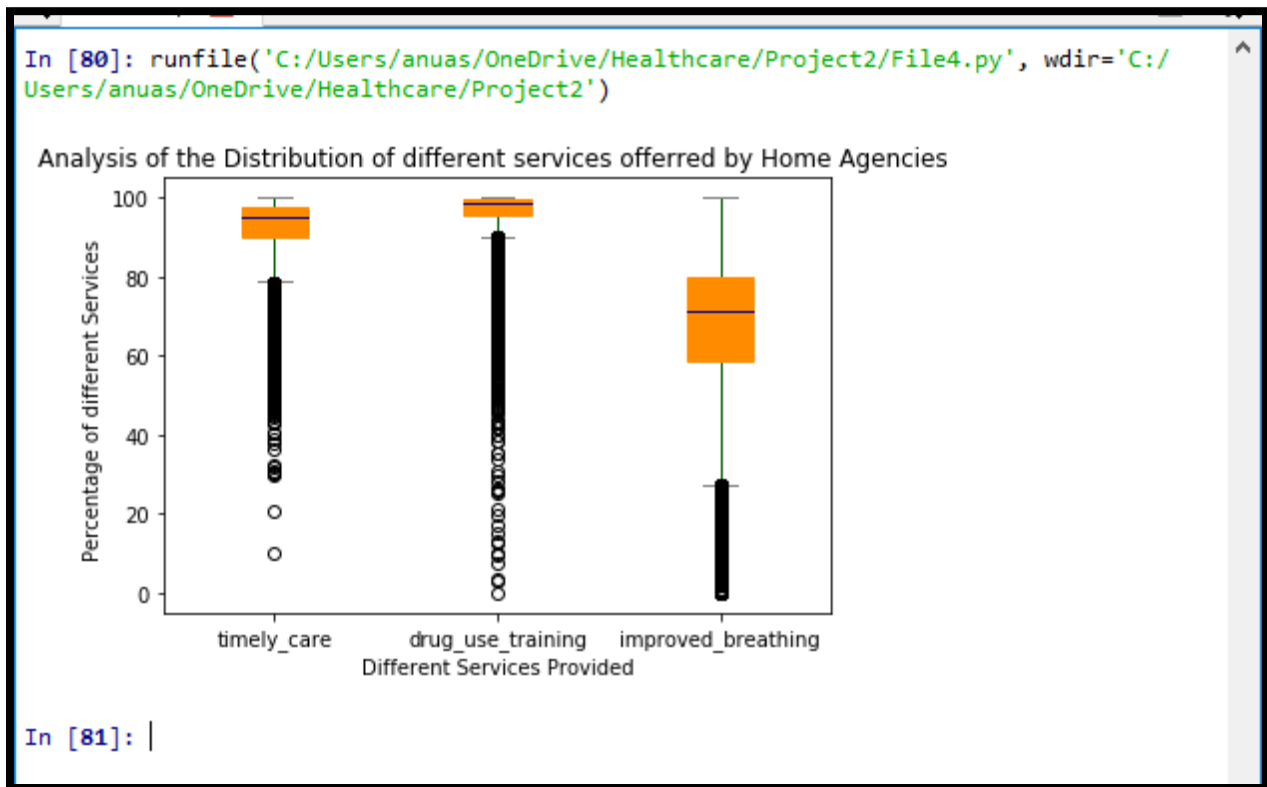 In [80]: runfile('C:/Users/anuas/OneDrive/Healthcare/Project2/File4.py', wdir='C:/
Users/anuas/OneDrive/Healthcare/Project2')
Analysis of the Distribution of different services offerred by Home Agencies
Percentage of different Services
100
80
60
40
20
0
timely_care drug_use_training improved_breathing
Different Services Provided
In [81]: